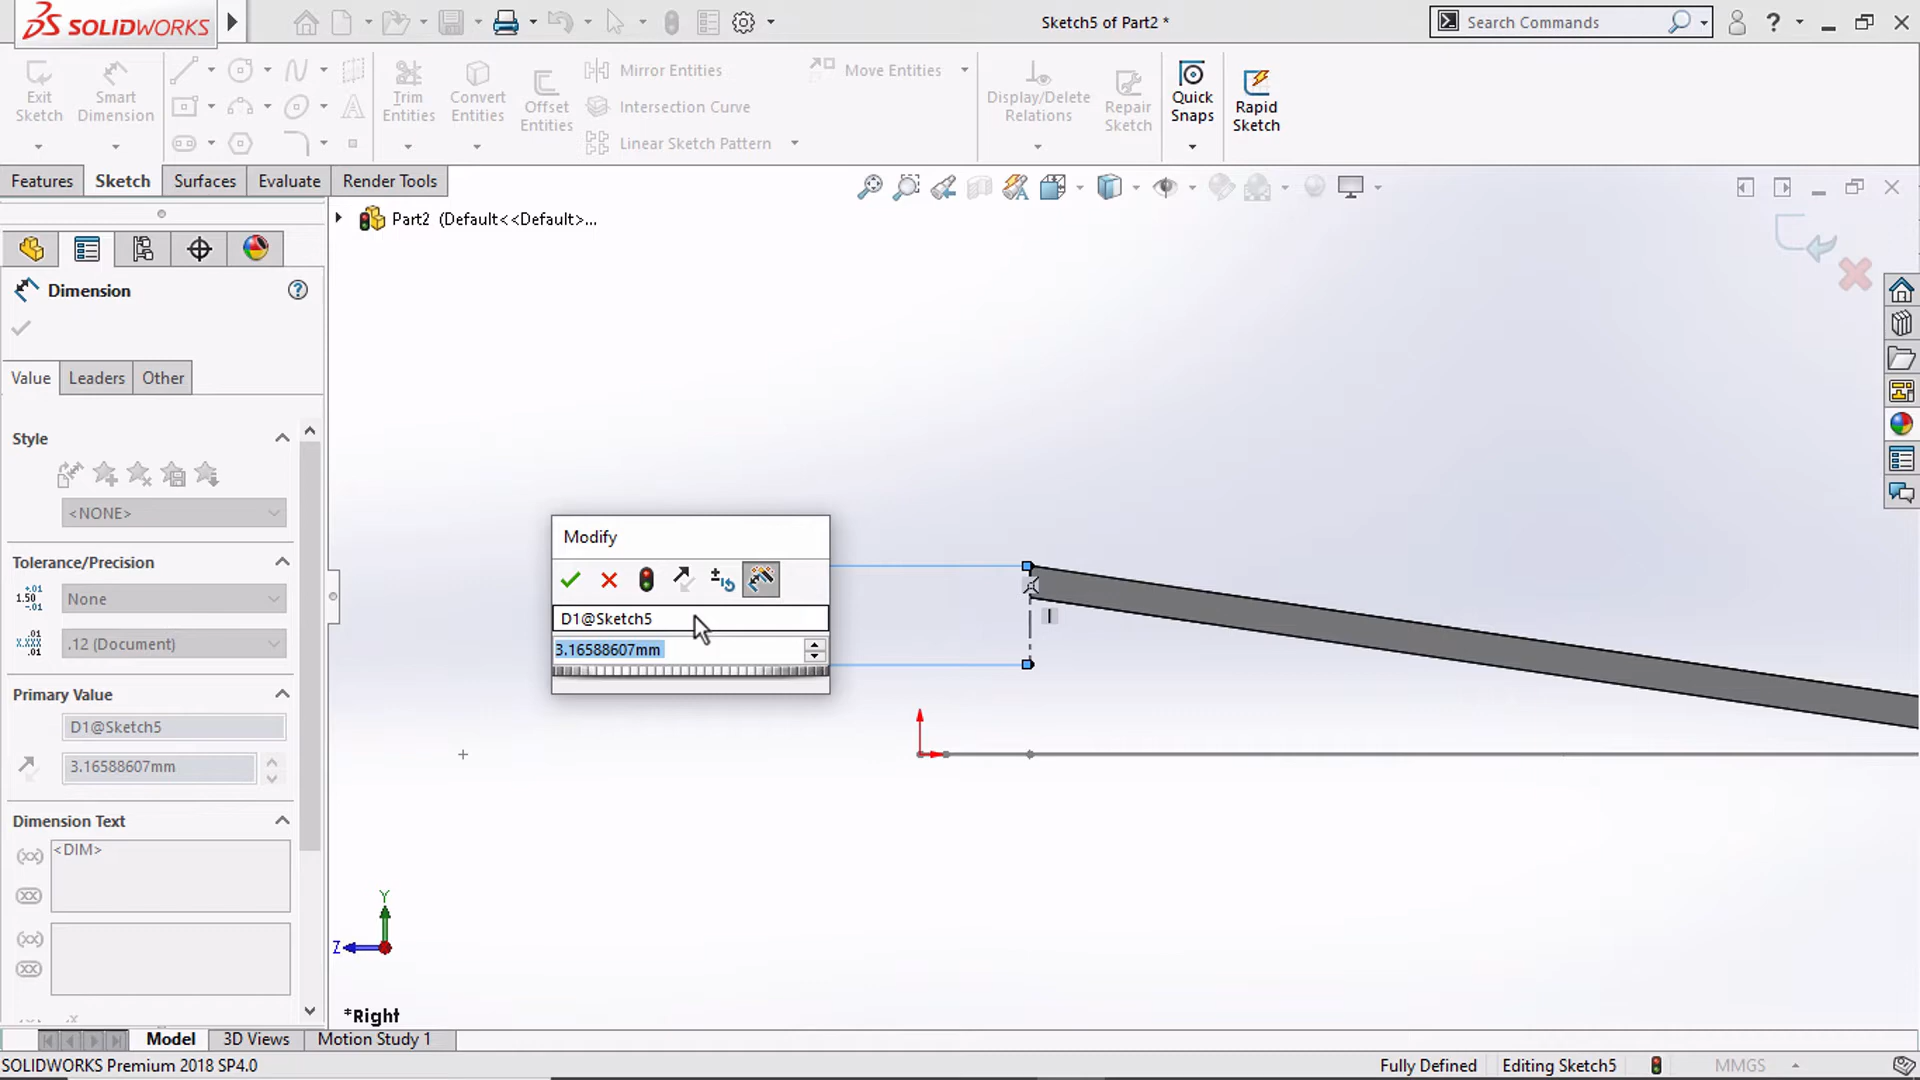 SOLIDWORKS
Sketch5 of Part2 *
Search Commands
?
Exit Sketch
Smart Dimension
Trim Entities
Convert Entities
Offset Entities
Mirror Entities
Intersection Curve
Linear Sketch Pattern
Move Entities
Display/Delete Relations
Repair Sketch
Quick Snaps
Rapid Sketch
Features
Sketch
Surfaces
Evaluate
Render Tools
Part2 (Default<<Default>...
Dimension
Value
Leaders
Other
Style
<NONE>
Tolerance/Precision
None
.12 (Document)
Primary Value
D1@Sketch5
3.16588607mm
Dimension Text
<DIM>
Modify
D1@Sketch5
3.16588607mm
Y
Z
*Right
Model
3D Views
Motion Study 1
SOLIDWORKS Premium 2018 SP4.0
Fully Defined
Editing Sketch5
MMGS